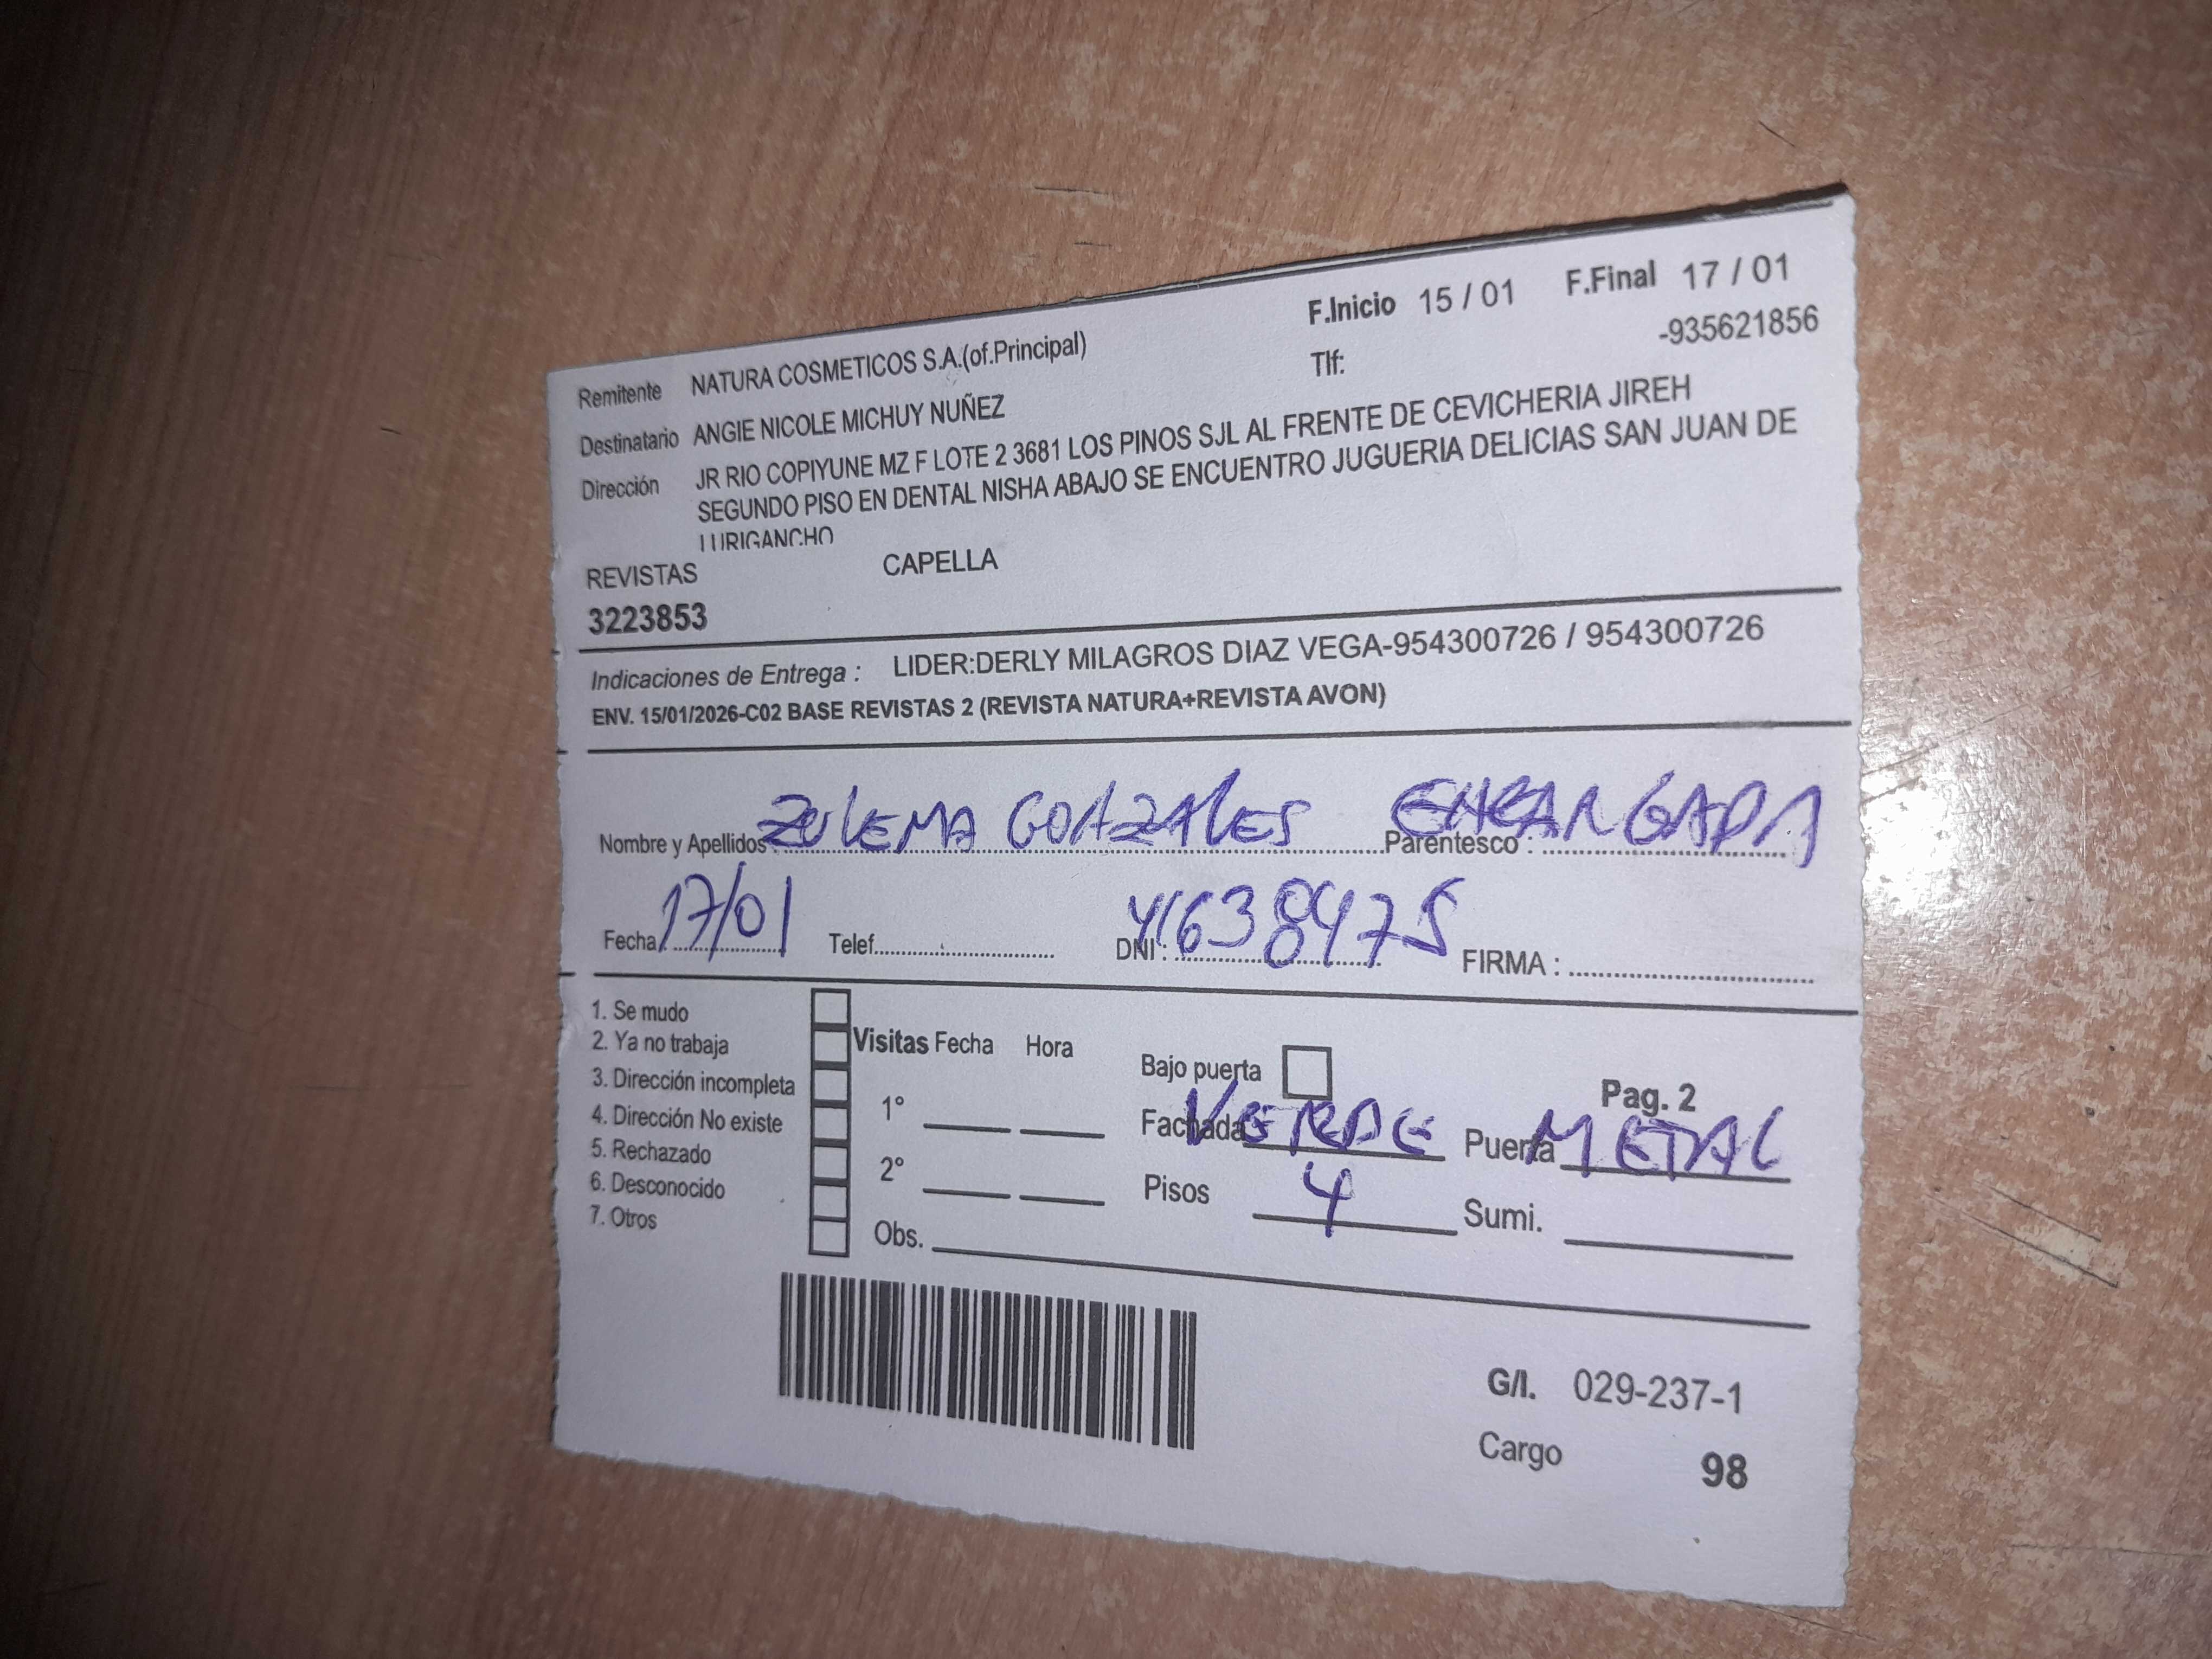 F.Inicio 15 / 01 F.Final 17 / 01
Remitente NATURA COSMETICOS S.A.(of.Principal) Tlf: -935621856
Destinatario ANGIE NICOLE MICHUY NUÑEZ
Dirección JR RIO COPIYUNE MZ F LOTE 2 3681 LOS PINOS SJL AL FRENTE DE CEVICHERIA JIREH
SEGUNDO PISO EN DENTAL NISHA ABAJO SE ENCUENTRO JUGUERIA DELICIAS SAN JUAN DE
LURIGANCHO
REVISTAS CAPELLA
3223853
Indicaciones de Entrega : LIDER:DERLY MILAGROS DIAZ VEGA-954300726 / 954300726
ENV. 15/01/2026-C02 BASE REVISTAS 2 (REVISTA NATURA+REVISTA AVON)
Nombre y Apellidos ZULEMA GONZALES Parentesco : ENCARGADA
Fecha 17/01 Telef. DNI : 41638475 FIRMA :
1. Se mudo
2. Ya no trabaja
3. Dirección incompleta
4. Dirección No existe
5. Rechazado
6. Desconocido
7. Otros
Visitas Fecha Hora
1°
2°
Obs.
Bajo puerta Pag. 2
Fachada VERDE Puerta METAL
Pisos 4 Sumi.
G/I. 029-237-1
Cargo 98